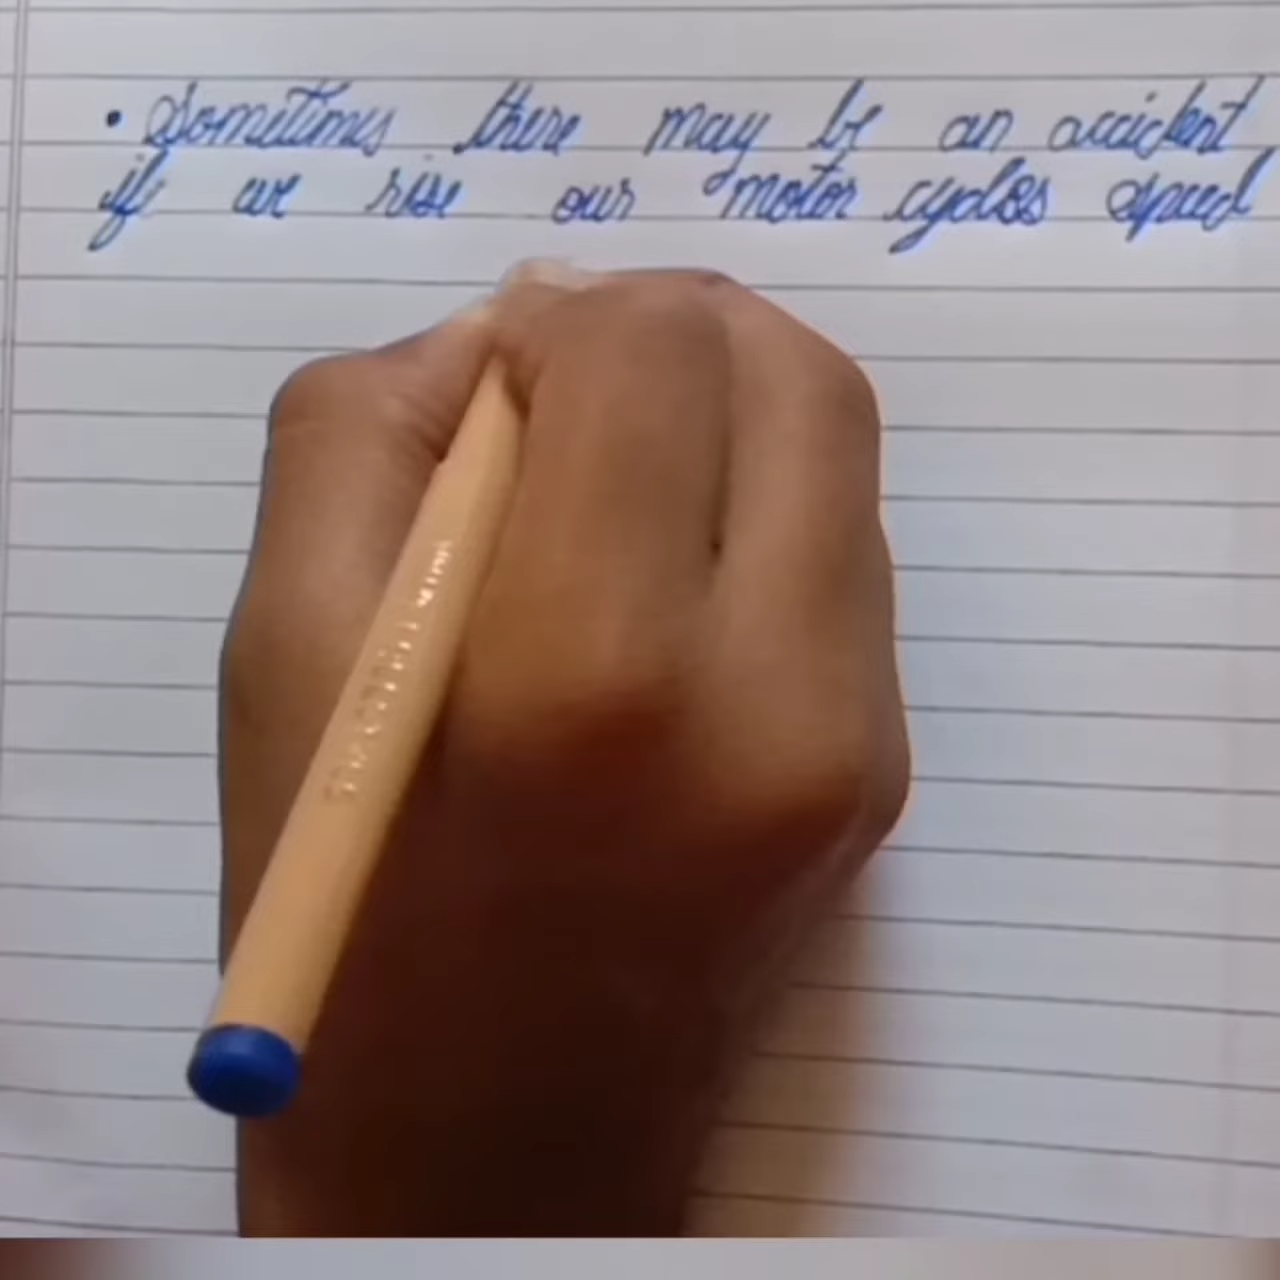 • Sometimes there may be an accident
if we rise our motor cycles speed